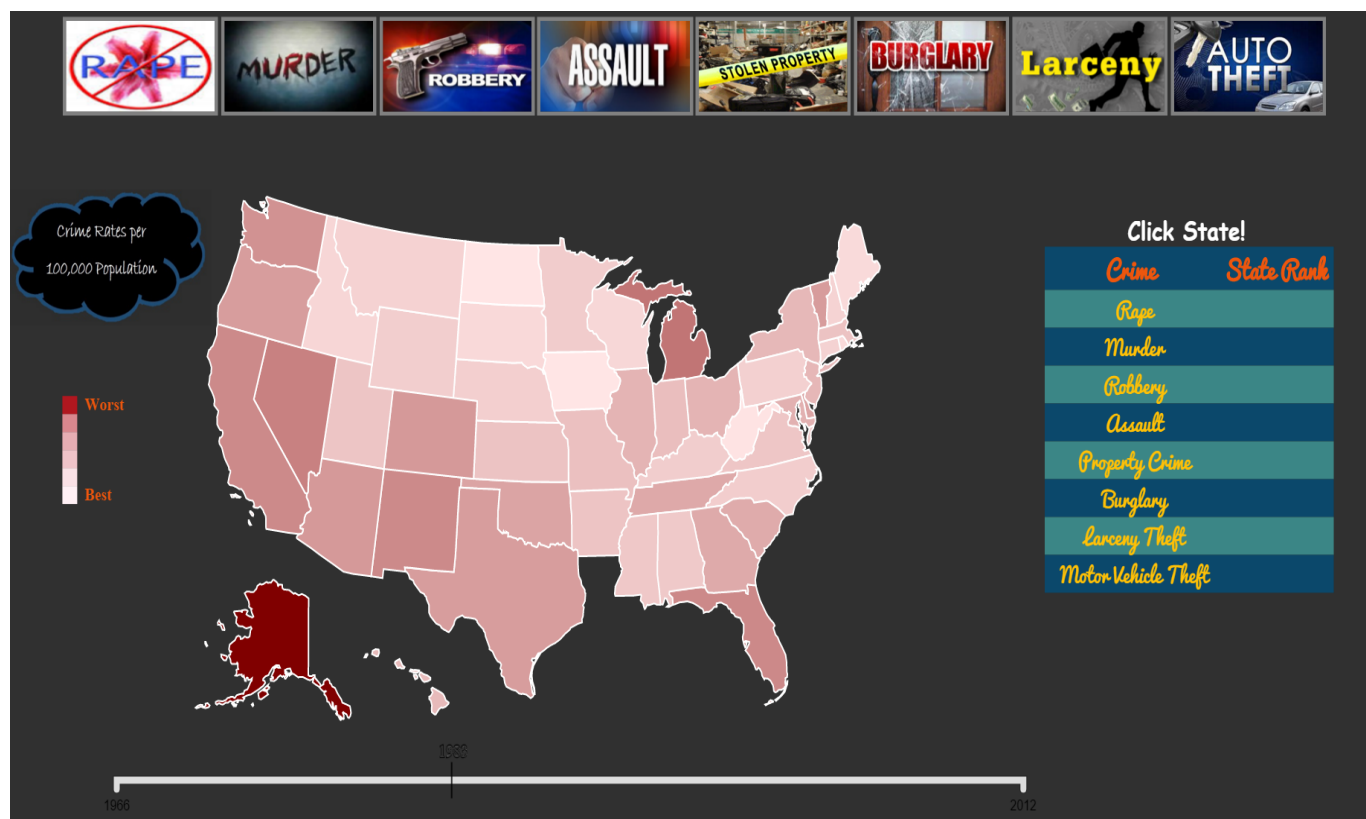 RAPE
MURDER
ROBBERY
ASSAULT
STOLEN PROPERTY
BURGLARY
Larceny
AUTO
THEFT
Crime Rates per
100,000 Population
Click State!
Crime State Rank
Rape
Murder
Robbery
Assault
Property Crime
Burglary
Larceny Theft
Motor Vehicle Theft
Worst
Best
1966
2012